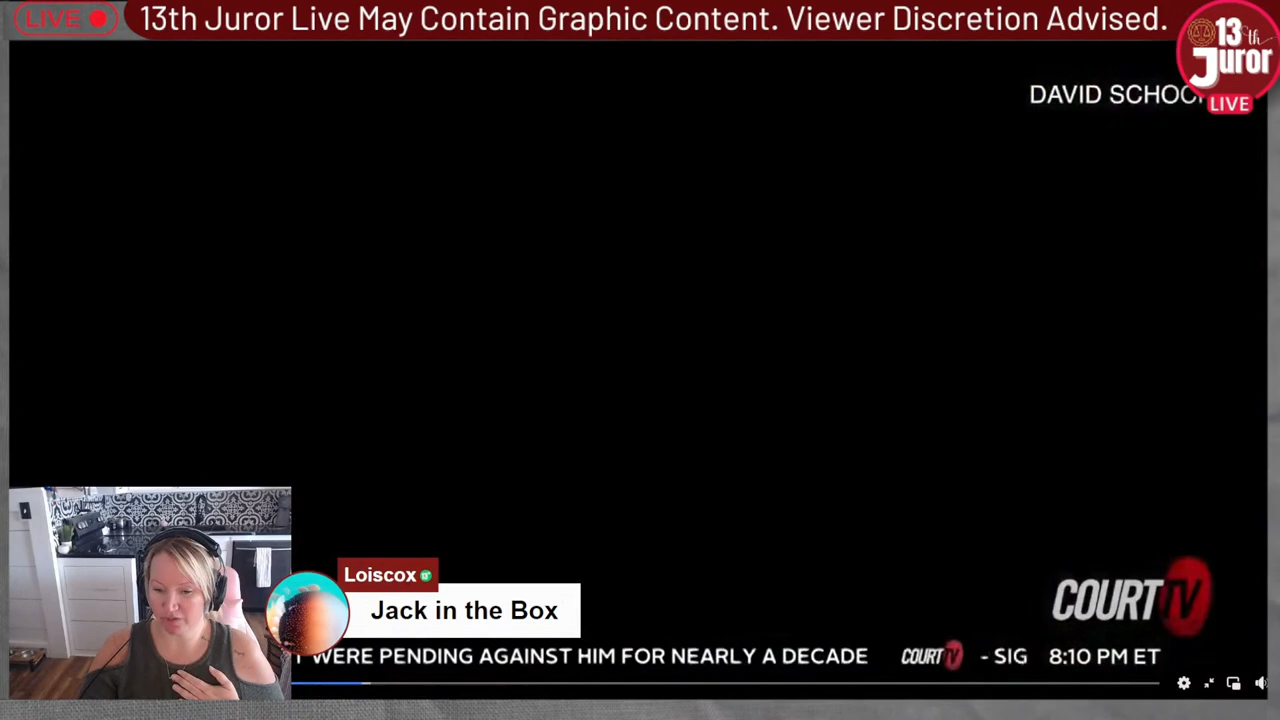 LIVE
13th Juror Live May Contain Graphic Content. Viewer Discretion Advised.
13th
Juror
LIVE
DAVID SCHOO
Loiscox
Jack in the Box
WERE PENDING AGAINST HIM FOR NEARLY A DECADE COURT TV - SIG 8:10 PM ET
COURT TV